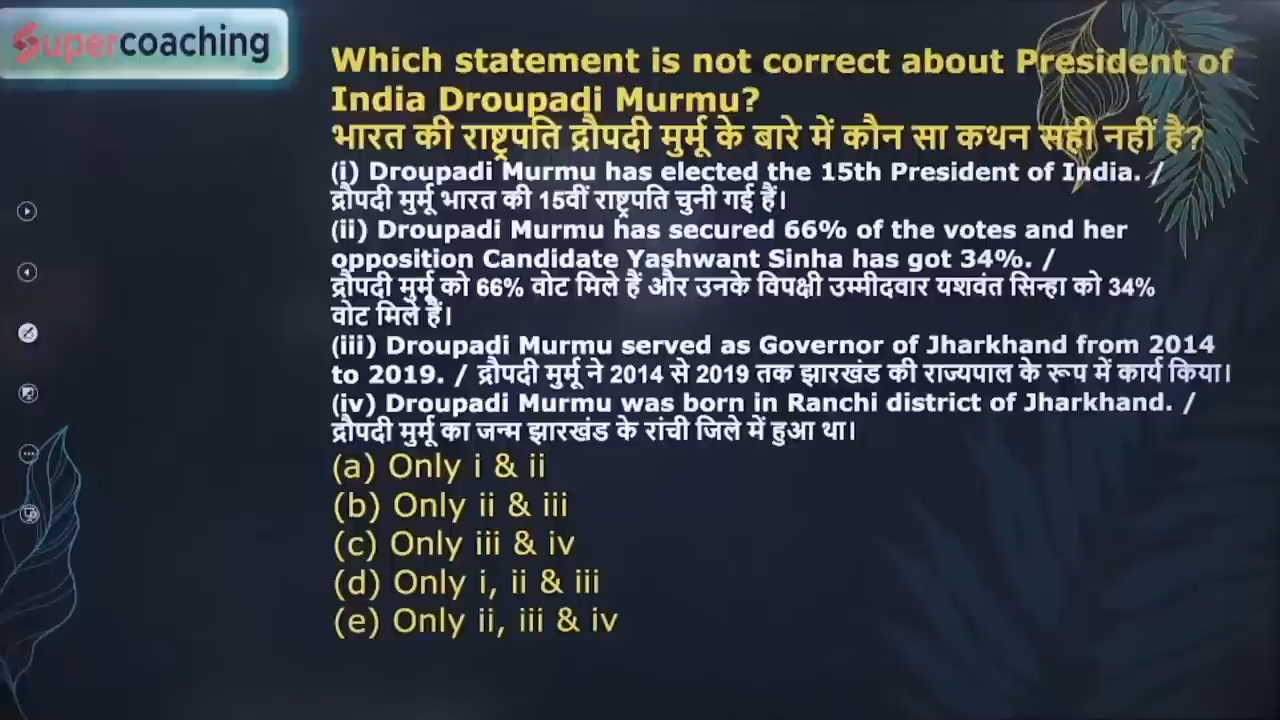 Supercoaching
Which statement is not correct about President of
India Droupadi Murmu?
भारत की राष्ट्रपति द्रौपदी मुर्मू के बारे में कौन सा कथन सही नहीं है?
(i) Droupadi Murmu has elected the 15th President of India. /
द्रौपदी मुर्मू भारत की 15वीं राष्ट्रपति चुनी गई हैं।
(ii) Droupadi Murmu has secured 66% of the votes and her
opposition Candidate Yashwant Sinha has got 34%. /
द्रौपदी मुर्मू को 66% वोट मिले हैं और उनके विपक्षी उम्मीदवार यशवंत सिन्हा को 34%
वोट मिले हैं।
(iii) Droupadi Murmu served as Governor of Jharkhand from 2014
to 2019. / द्रौपदी मुर्मू ने 2014 से 2019 तक झारखंड की राज्यपाल के रूप में कार्य किया।
(iv) Droupadi Murmu was born in Ranchi district of Jharkhand. /
द्रौपदी मुर्मू का जन्म झारखंड के रांची जिले में हुआ था।
(a) Only i & ii
(b) Only ii & iii
(c) Only iii & iv
(d) Only i, ii & iii
(e) Only ii, iii & iv